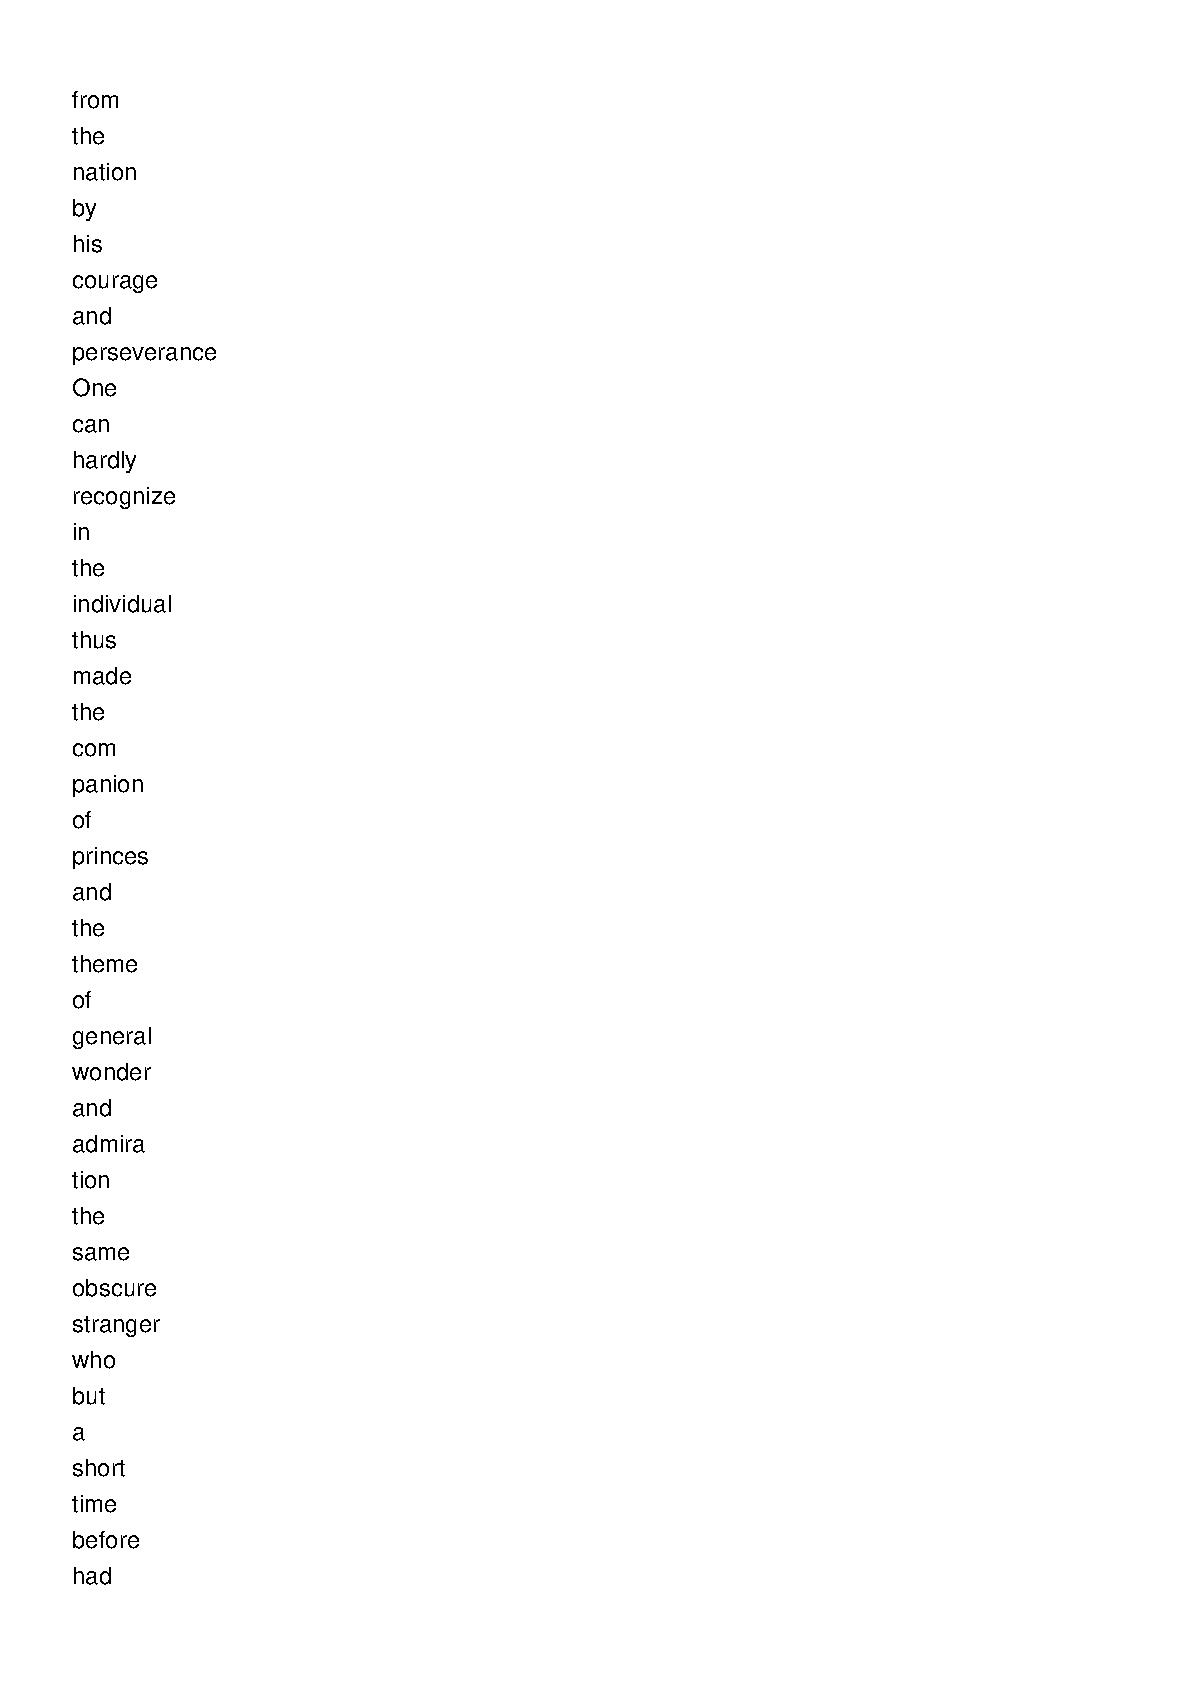 from
the
nation
by
his
courage
and
perseverance
One
can
hardly
recognize
in
the
individual
thus
made
the
com
panion
of
princes
and
the
theme
of
general
wonder
and
admira
tion
the
same
obscure
stranger
who
but
a
short
time
before
had